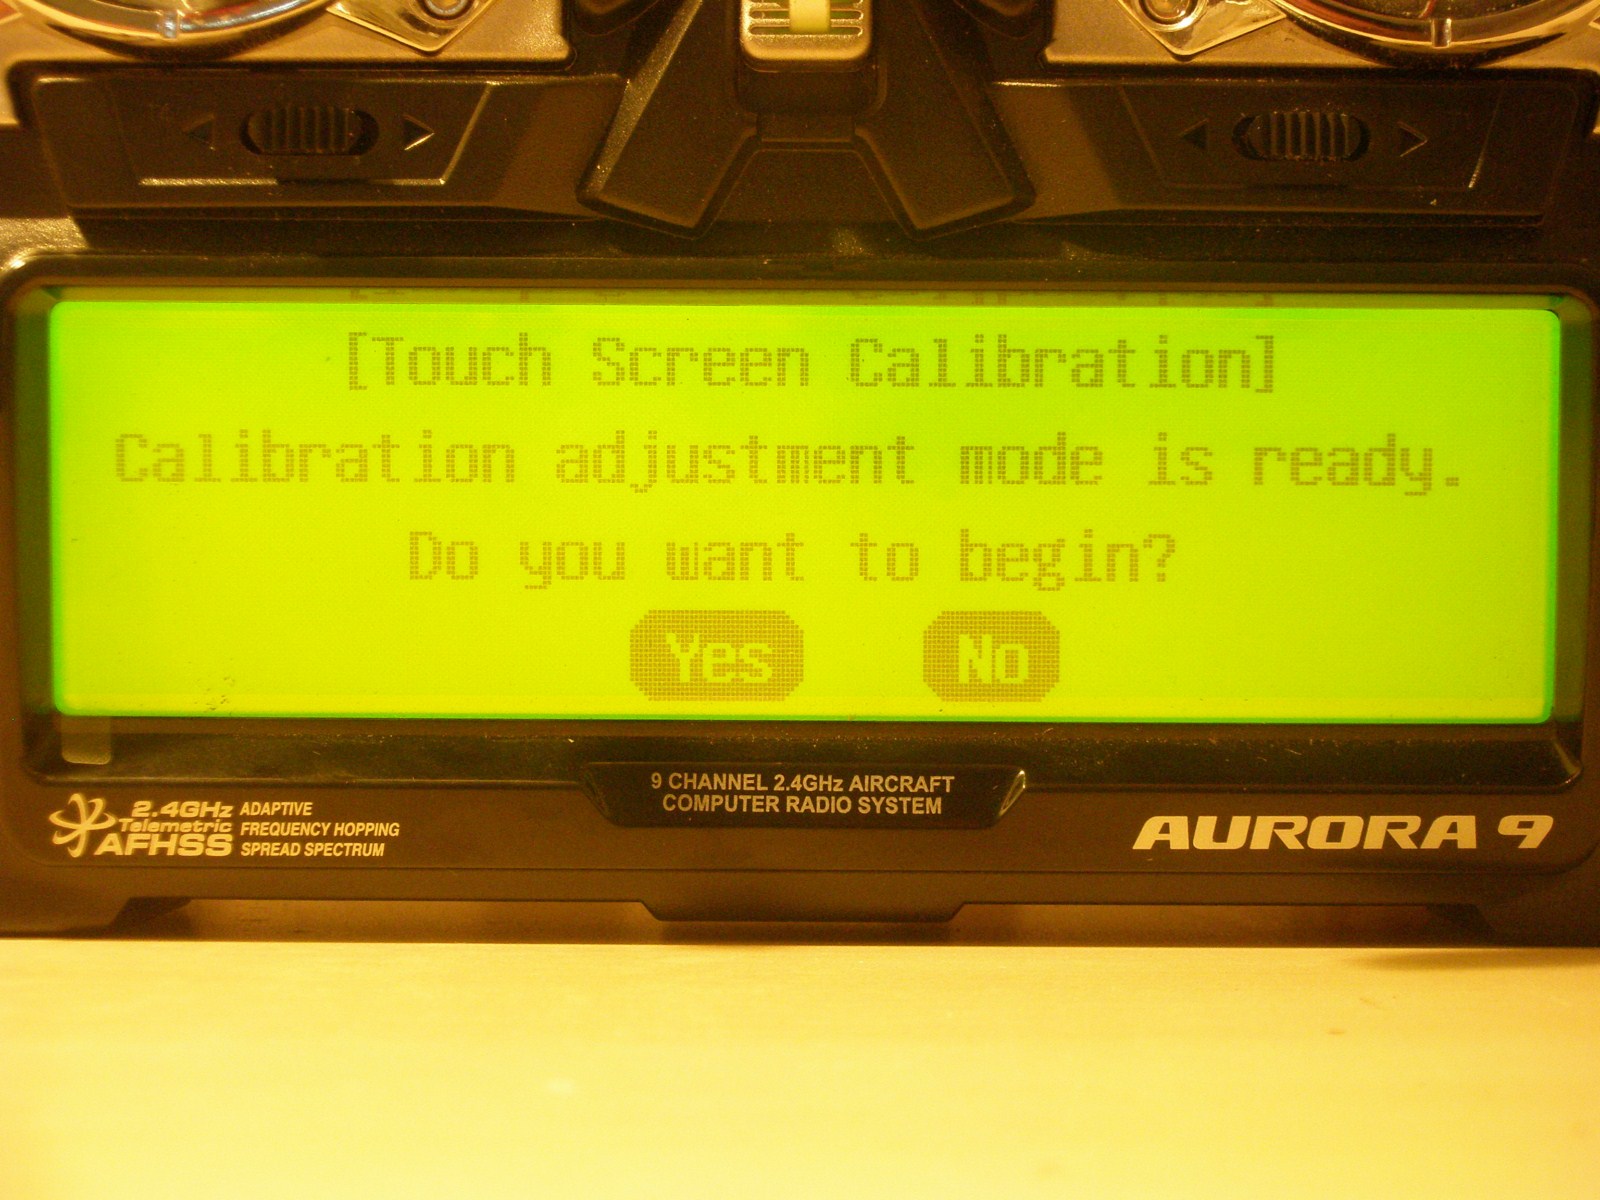 [Touch Screen Calibration]
Calibration adjustment mode is ready.
Do you want to begin?
Yes No
9 CHANNEL 2.4GHz AIRCRAFT
COMPUTER RADIO SYSTEM
2.4GHz ADAPTIVE
Telemetric FREQUENCY HOPPING
AFHSS SPREAD SPECTRUM
AURORA 9